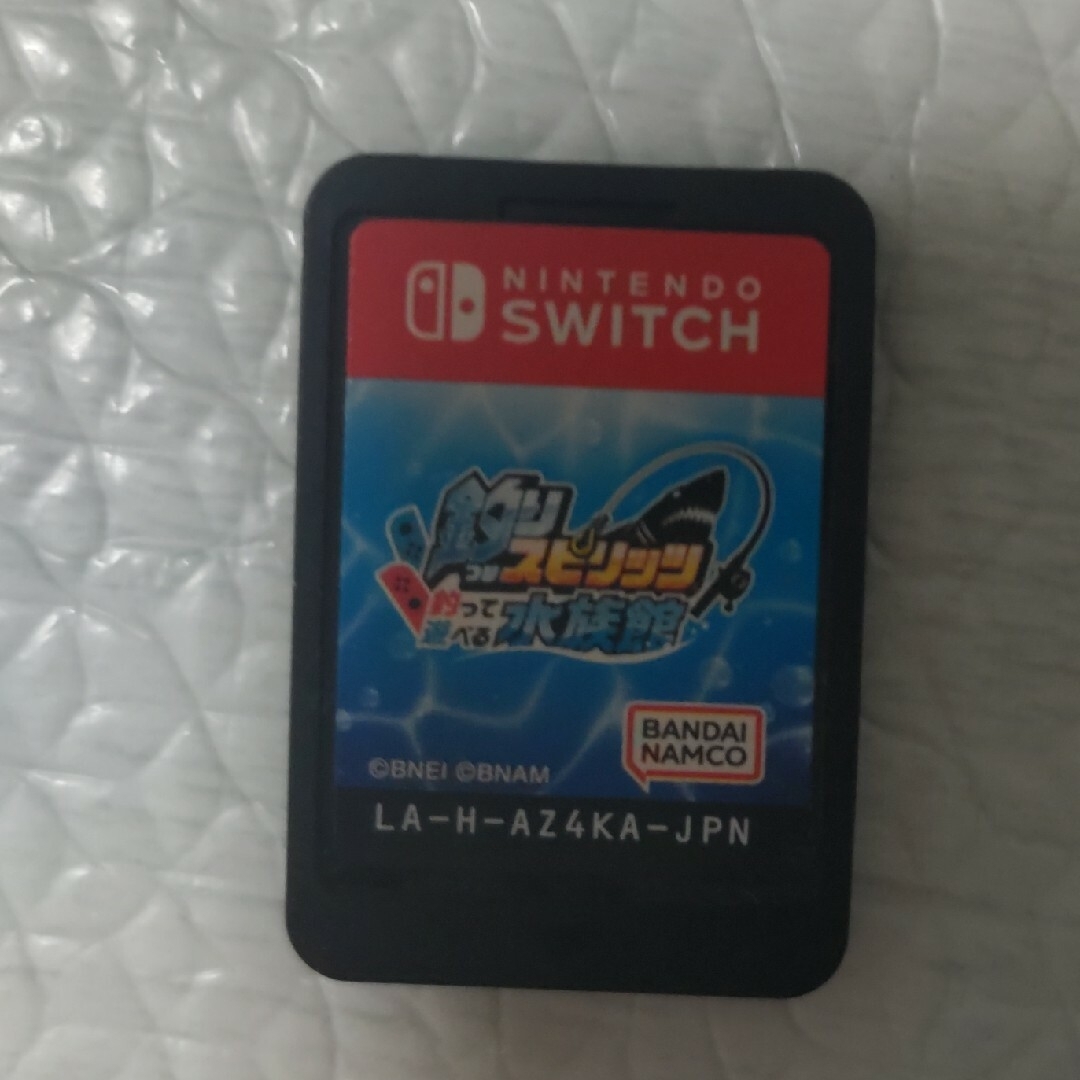 NINTENDO
SWITCH
釣り
スピリッツ
釣って
遊べる
水族館
BANDAI
NAMCO
©BNEI ©BNAM
LA-H-AZ4KA-JPN